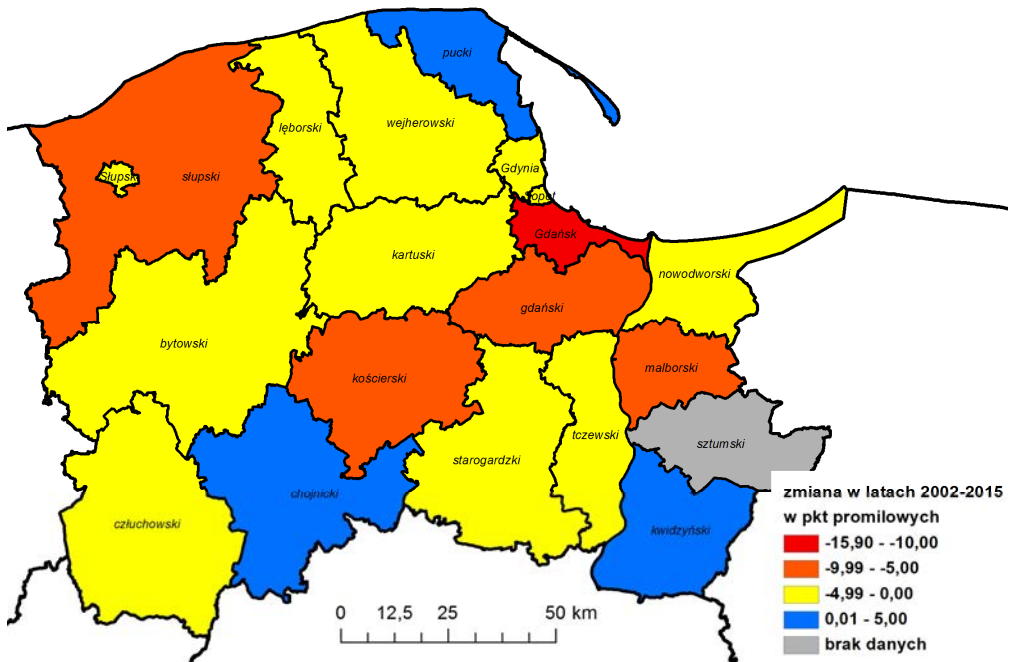 pucki
lęborski
wejherowski
Gdynia
Słupsk
słupski
Sopot
Gdańsk
kartuski
nowodworski
gdański
bytowski
malborski
kościerski
tczewski
sztumski
starogardzki
chojnicki
człuchowski
kwidzyński
zmiana w latach 2002-2015
w pkt promilowych
-15,90 - -10,00
-9,99 - -5,00
-4,99 - 0,00
0,01 - 5,00
brak danych
0 12,5 25 50 km